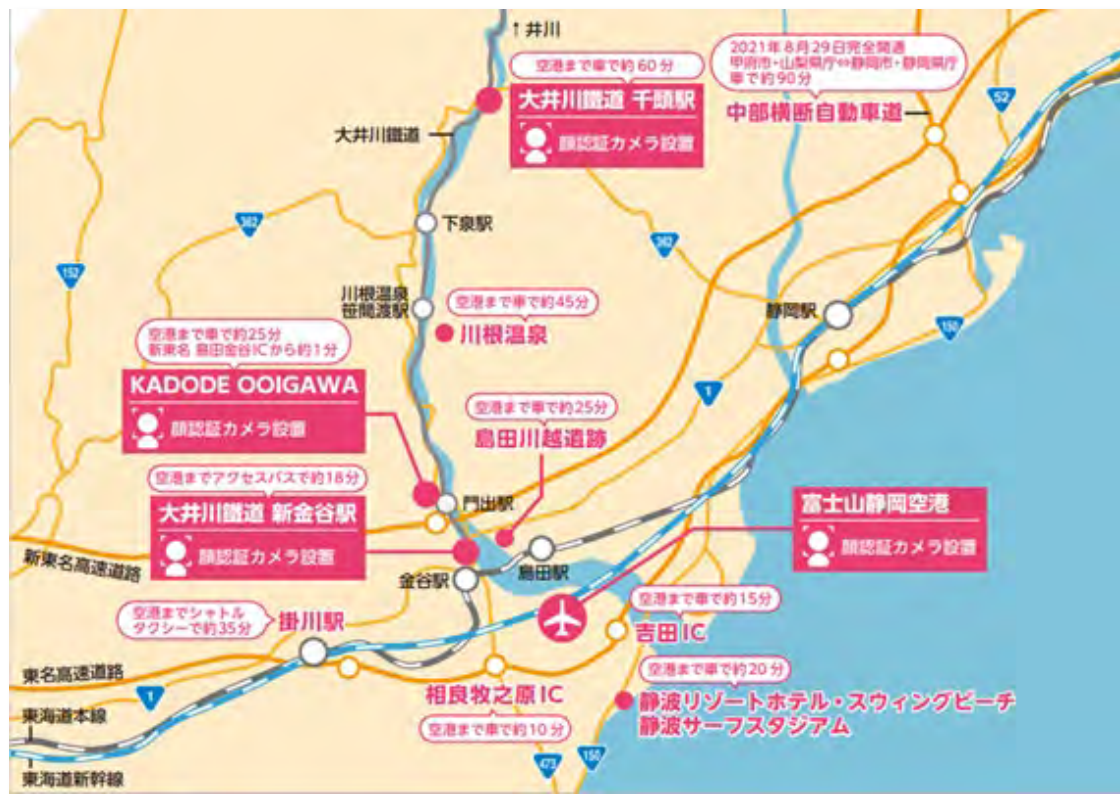 ↑井川
空港まで車で約60分
大井川鐵道 千頭駅
顔認証カメラ設置
2021年8月29日完全開通
甲府市・山梨県庁⇔静岡市・静岡県庁
車で約90分
中部横断自動車道
52
大井川鐵道
362
下泉駅
362
152
川根温泉
笹間渡駅
空港まで車で約45分
川根温泉
静岡駅
150
空港まで車で約25分
新東名 島田金谷ICから約1分
KADODE OOIGAWA
顔認証カメラ設置
1
空港まで車で約25分
島田川越遺跡
空港までアクセスバスで約18分
大井川鐵道 新金谷駅
顔認証カメラ設置
門出駅
富士山静岡空港
顔認証カメラ設置
新東名高速道路
金谷駅
島田駅
空港までシャトル
タクシーで約35分
掛川駅
空港まで車で約15分
吉田IC
東名高速道路
1
相良牧之原IC
空港まで車で約10分
空港まで車で約20分
静波リゾートホテル・スウィングビーチ
静波サーフスタジアム
東海道本線
東海道新幹線
473
150